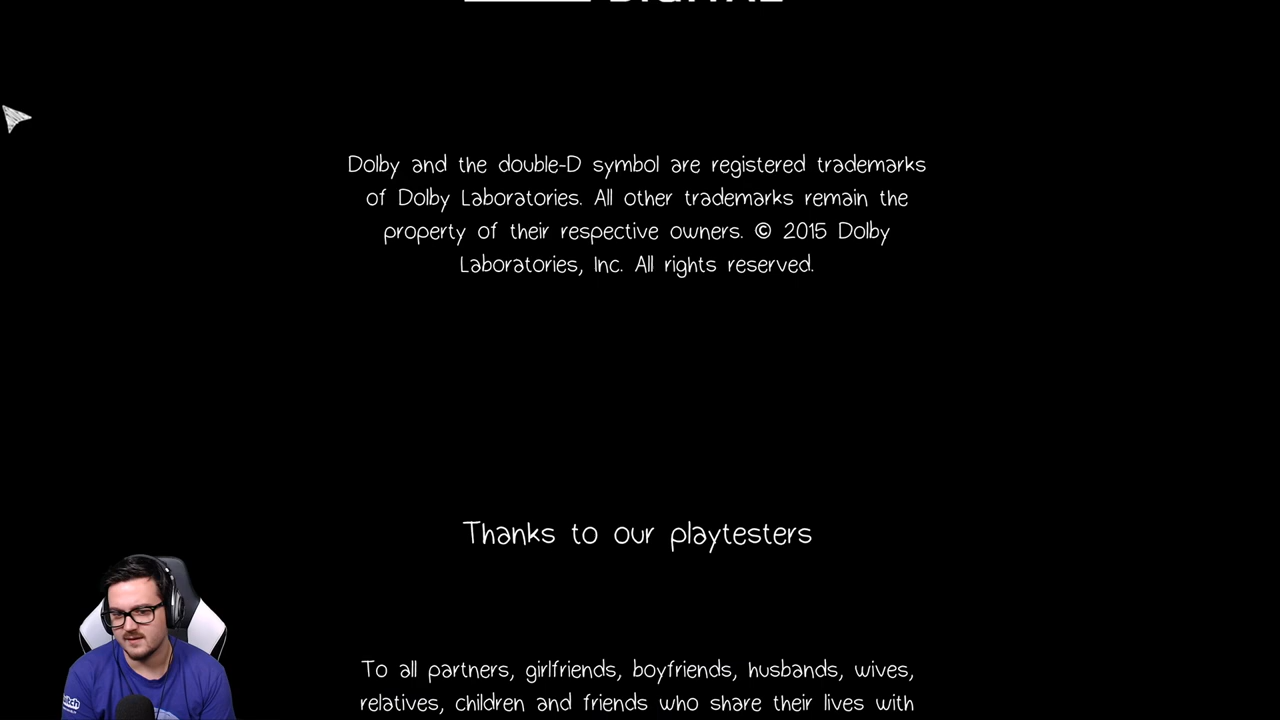 DIGITAL
Dolby and the double-D symbol are registered trademarks
of Dolby Laboratories. All other trademarks remain the
property of their respective owners. © 2015 Dolby
Laboratories, Inc. All rights reserved.
Thanks to our playtesters
To all partners, girlfriends, boyfriends, husbands, wives,
relatives, children and friends who share their lives with